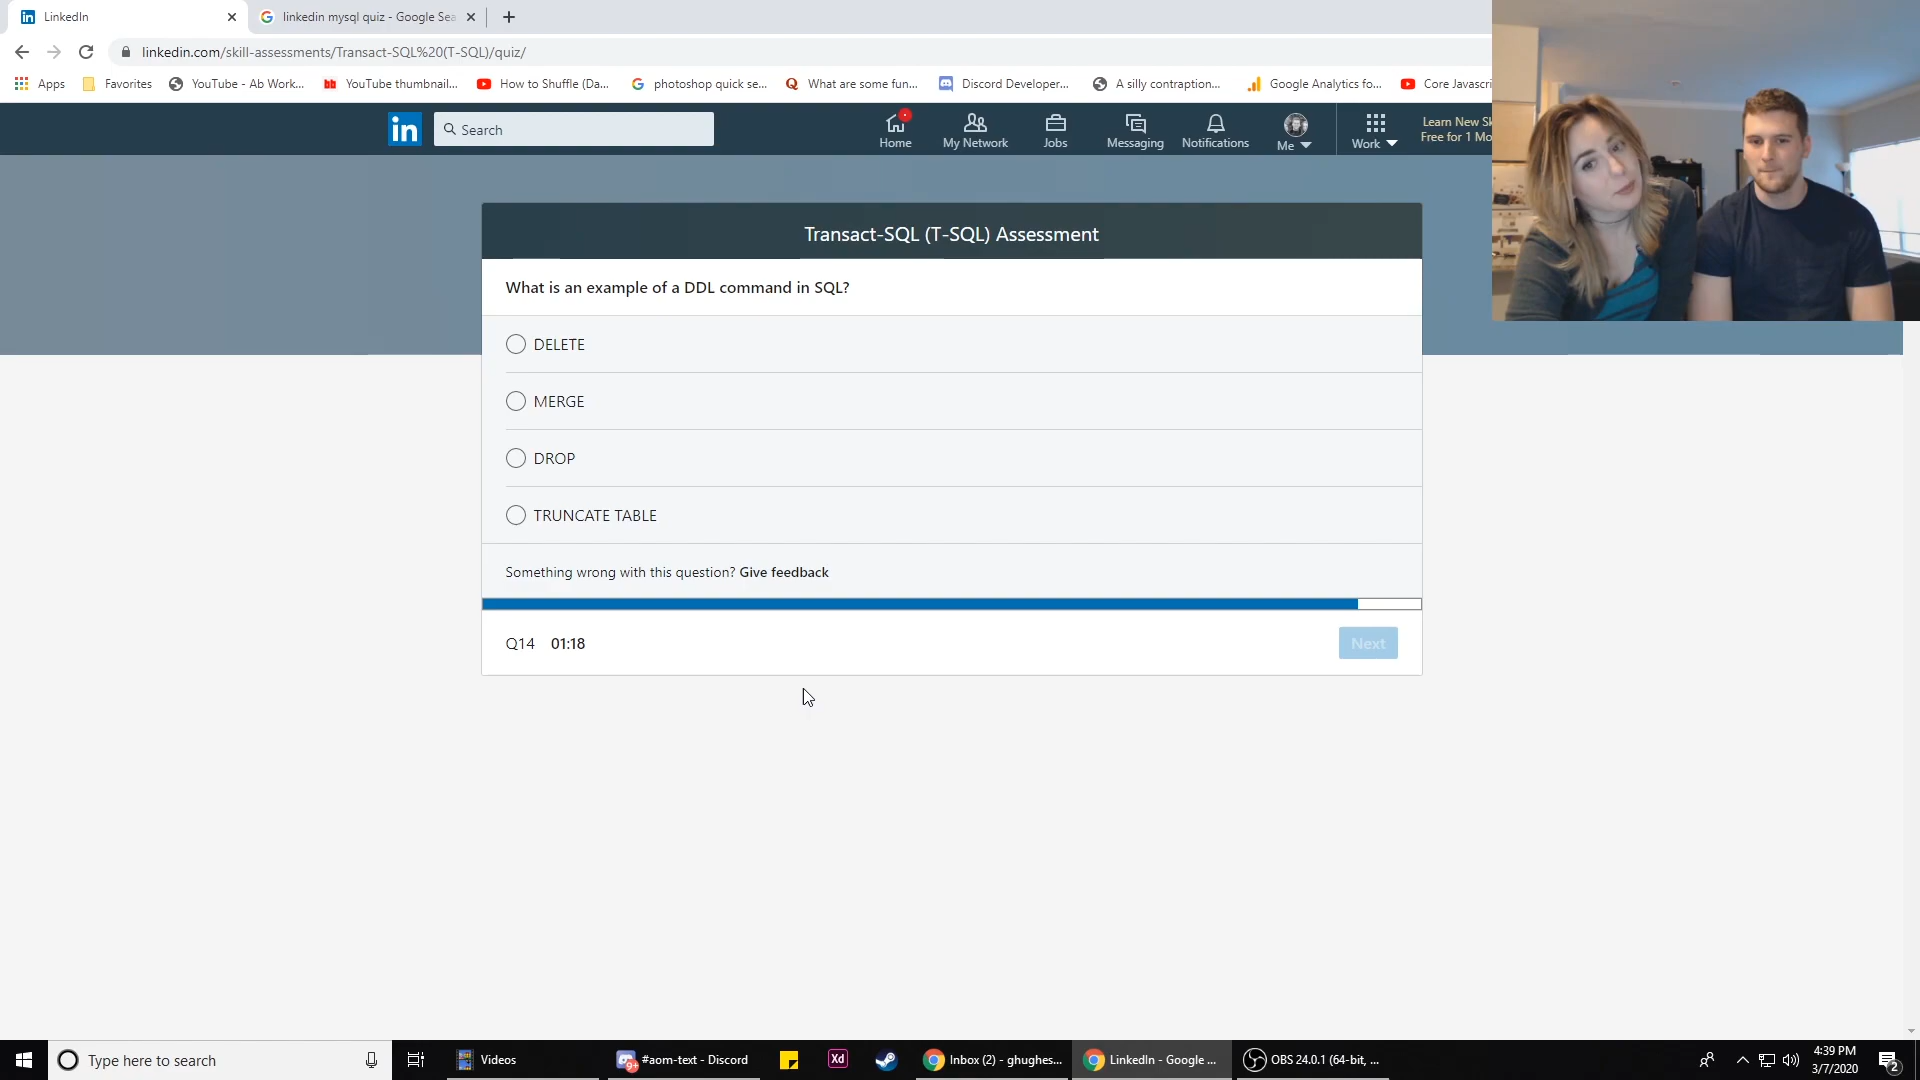 LinkedIn
linkedin mysql quiz - Google Sea
linkedin.com/skill-assessments/Transact-SQL%20(T-SQL)/quiz/
Apps
Favorites
YouTube - Ab Work...
YouTube thumbnail...
How to Shuffle (Da...
photoshop quick se...
What are some fun...
Discord Developer...
A silly contraption...
Google Analytics fo...
Core Javascri
in
Search
Home
My Network
Jobs
Messaging
Notifications
Me
Work
Learn New Sk
Free for 1 Mo
Transact-SQL (T-SQL) Assessment
What is an example of a DDL command in SQL?
DELETE
MERGE
DROP
TRUNCATE TABLE
Something wrong with this question? Give feedback
Q14 01:18
Next
Type here to search
Videos
9+
#aom-text - Discord
Xd
Inbox (2) - ghughes...
LinkedIn - Google ...
OBS 24.0.1 (64-bit, ...
4:39 PM
3/7/2020
2